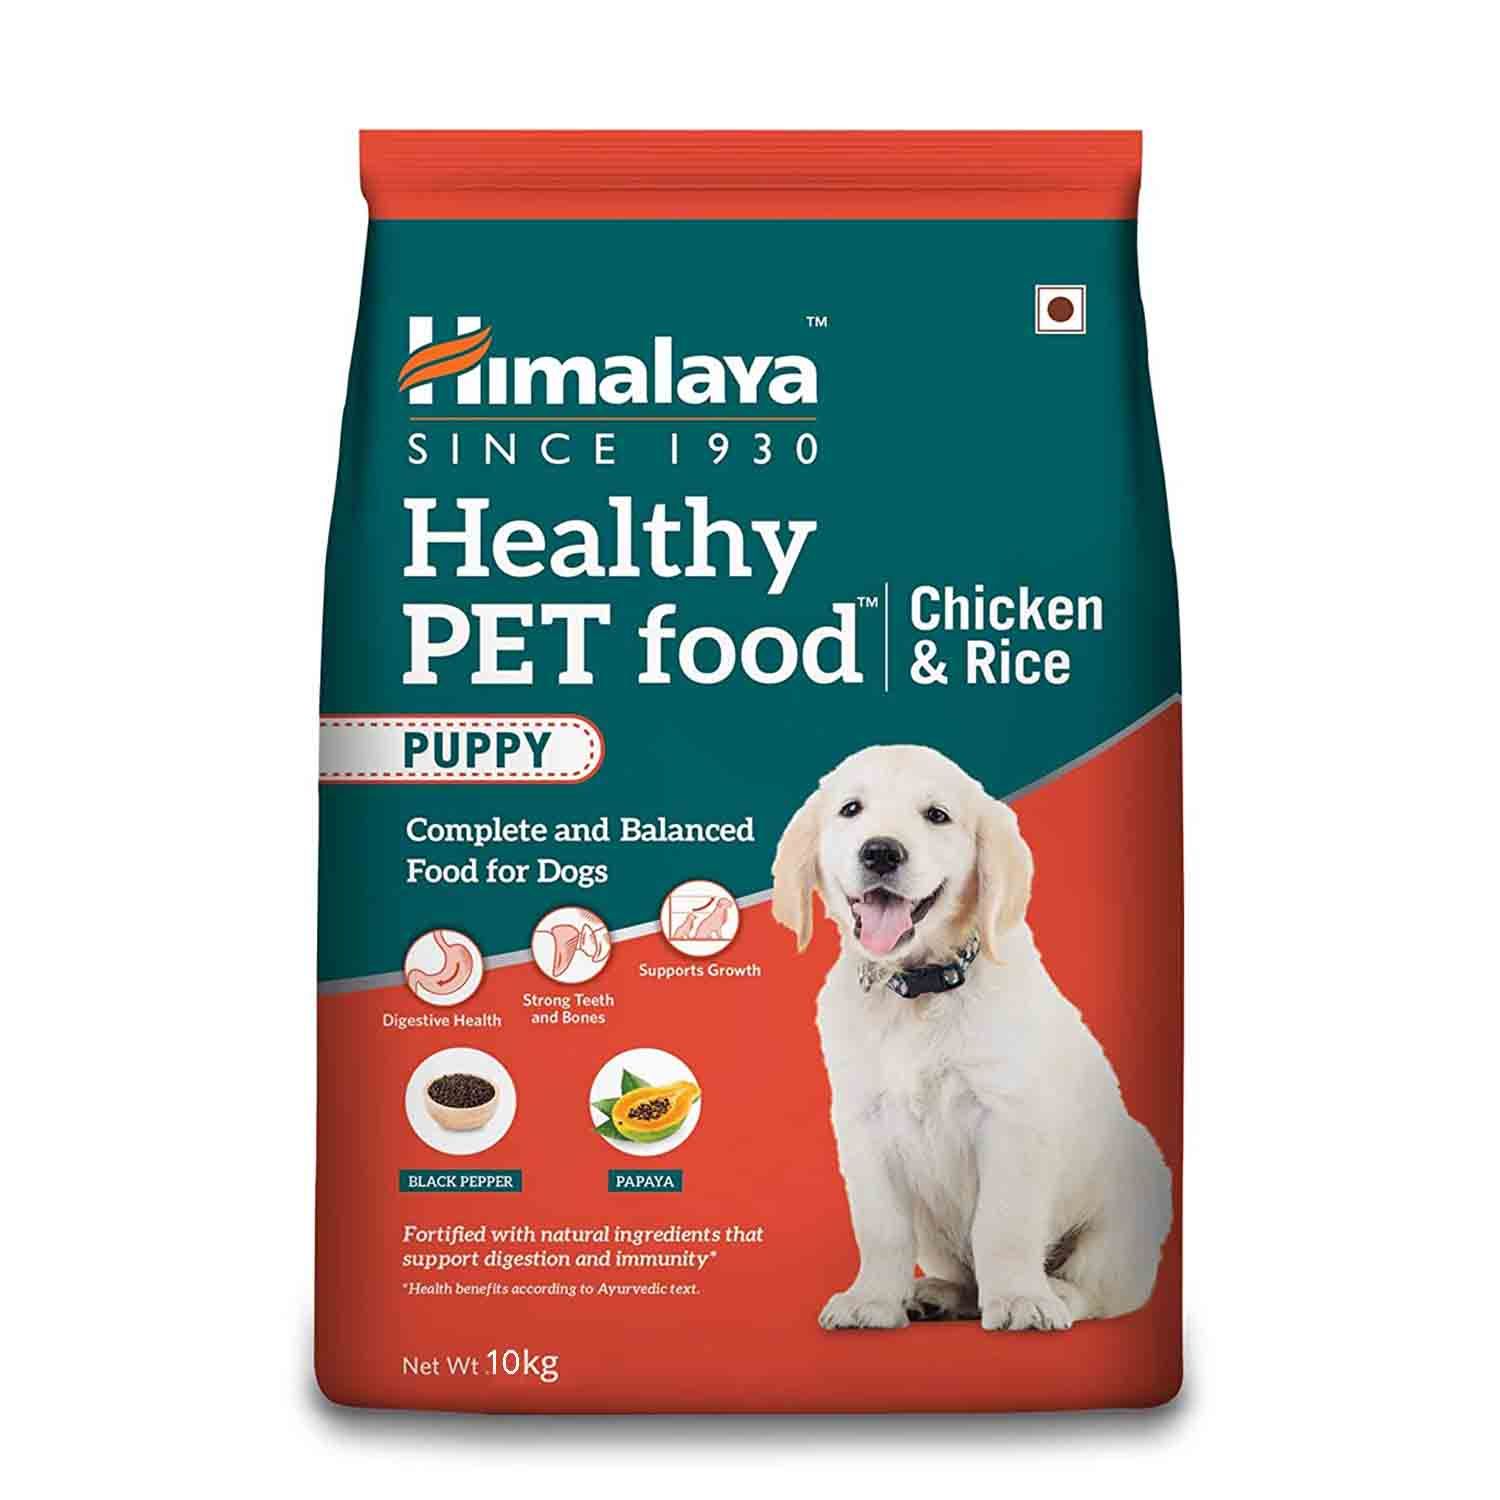 Himalaya™
SINCE 1930
Healthy
PET food™
Chicken
& Rice
PUPPY
Complete and Balanced
Food for Dogs
Digestive Health
Strong Teeth
and Bones
Supports Growth
BLACK PEPPER
PAPAYA
Fortified with natural ingredients that
support digestion and immunity*
*Health benefits according to Ayurvedic text.
Net Wt .10kg